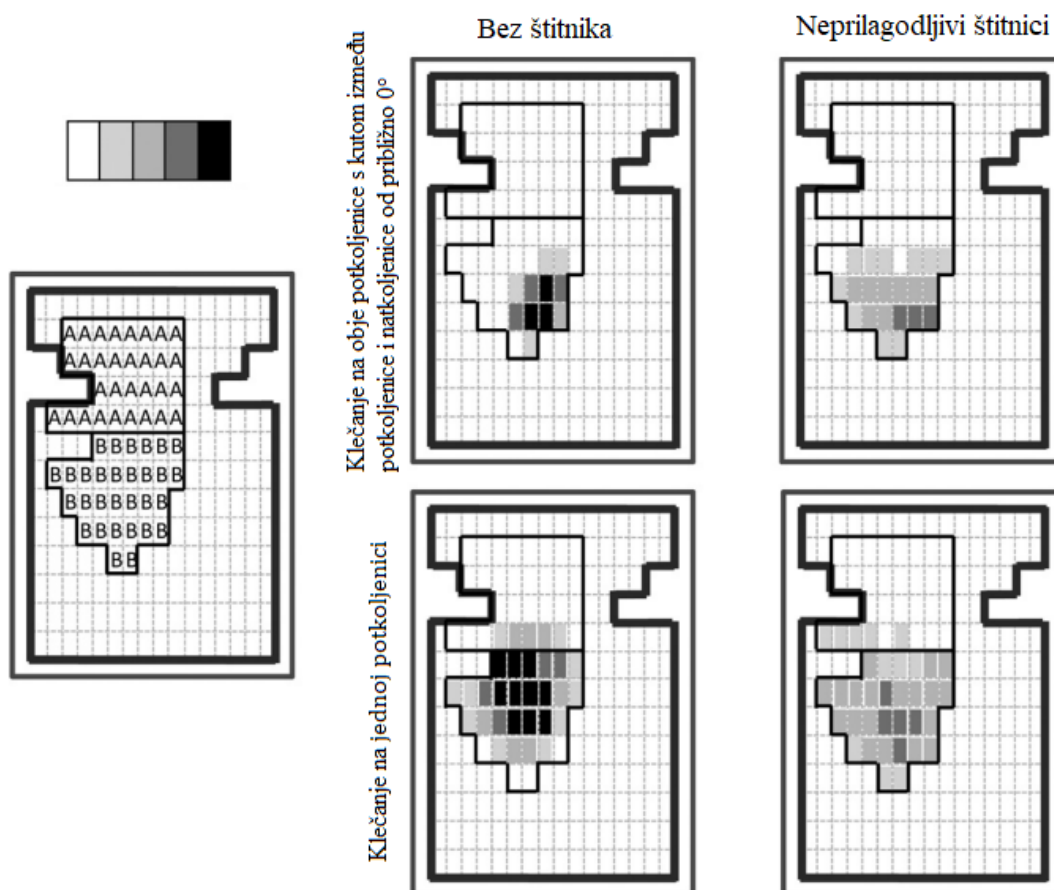 Bez štitnika
Neprilagodljivi štitnici
Klečanje na obje potkoljenice s kutom između
potkoljenice i natkoljenice od približno 0°
AAAAAAAA
AAAAAAAA
AAAAAA
AAAAAAAAA
BBBBBB
BBBBBBBBB
BBBBBBB
BBBBBB
BB
Klečanje na jednoj potkoljenici